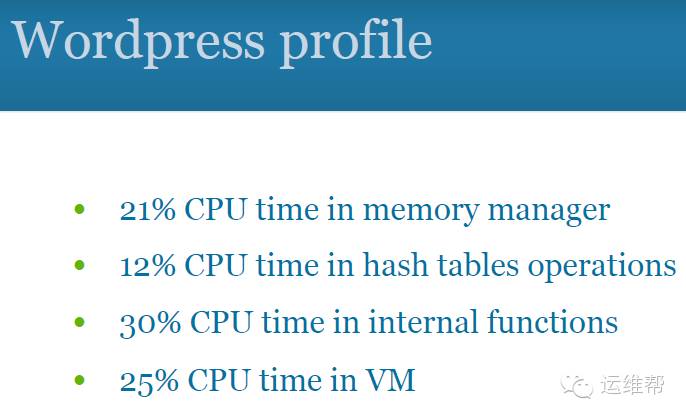 Wordpress profile
• 21% CPU time in memory manager
• 12% CPU time in hash tables operations
• 30% CPU time in internal functions
• 25% CPU time in VM
运维帮